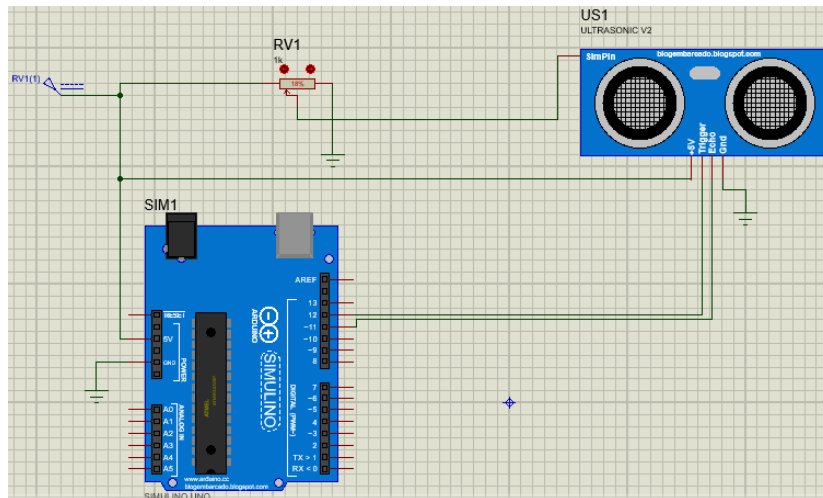 US1
ULTRASONIC V2
RV1
1k
RV1(1)
SimPin
blogembarcado.blogspot.com
+5V
Trigger
Echo
Gnd
SIM1
AREF
RESET
5V
GND
POWER
13
12
~11
~10
~9
8
ARDUINO
SIMULINO
DIGITAL (PWM~)
7
~6
~5
4
~3
2
TX > 1
RX < 0
ANALOG IN
A0
A1
A2
A3
A4
A5
ATMEL
www.arduino.cc
blogembarcado.blogspot.com
SIMULINO UNO